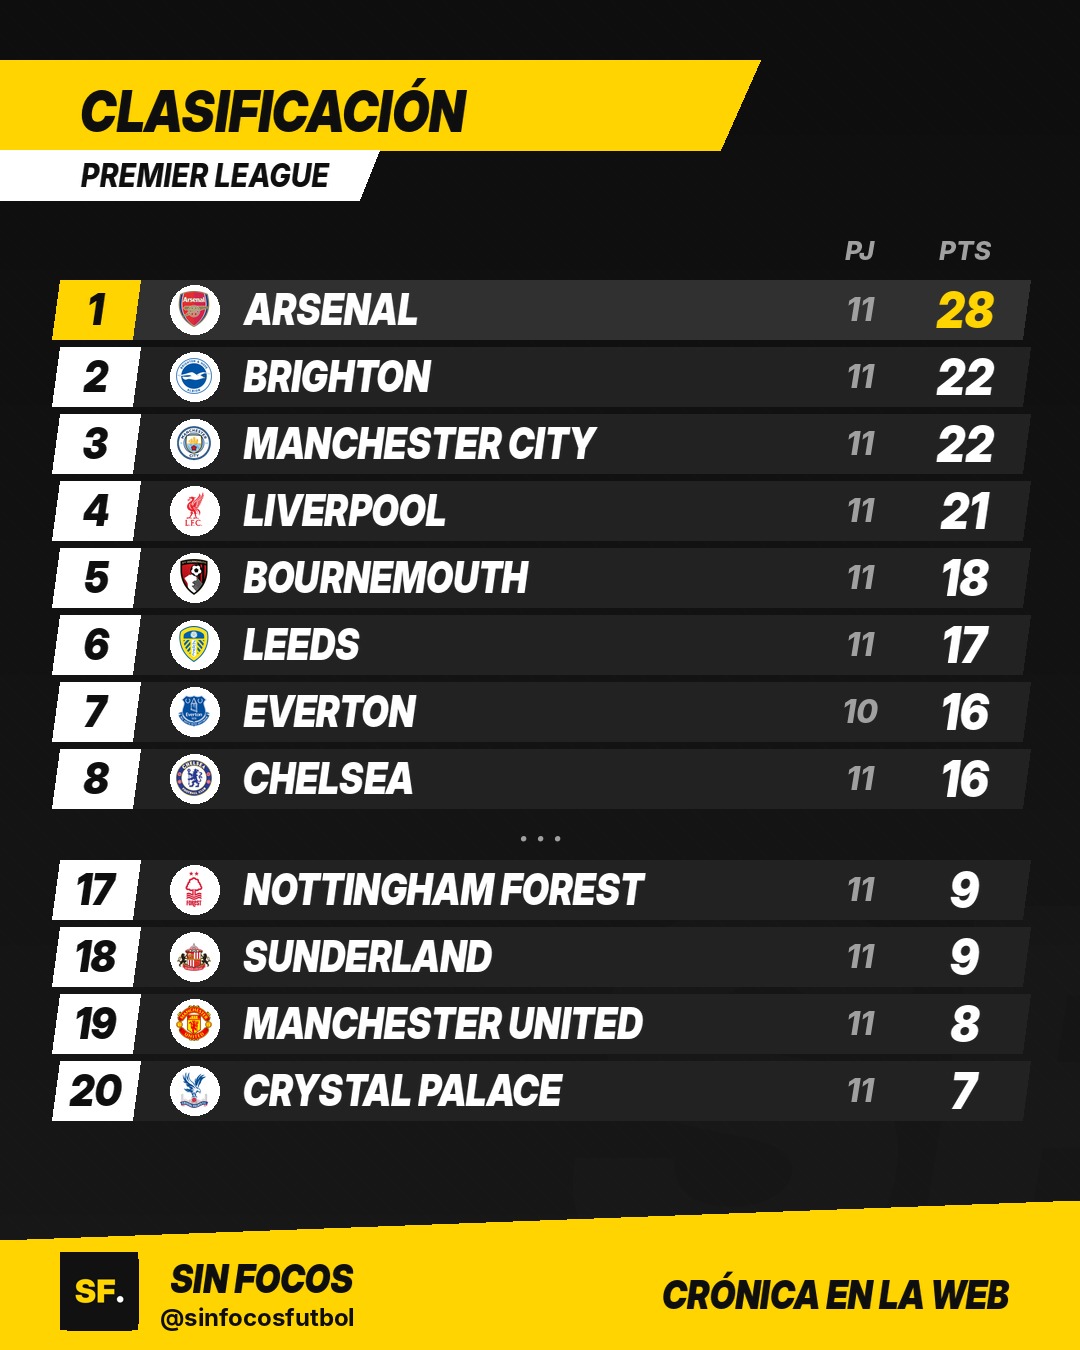 CLASIFICACIÓN
PREMIER LEAGUE
PJ PTS
1 ARSENAL 11 28
2 BRIGHTON 11 22
3 MANCHESTER CITY 11 22
4 LIVERPOOL 11 21
5 BOURNEMOUTH 11 18
6 LEEDS 11 17
7 EVERTON 10 16
8 CHELSEA 11 16
...
17 NOTTINGHAM FOREST 11 9
18 SUNDERLAND 11 9
19 MANCHESTER UNITED 11 8
20 CRYSTAL PALACE 11 7
SF. SIN FOCOS
@sinfocosfutbol
CRÓNICA EN LA WEB